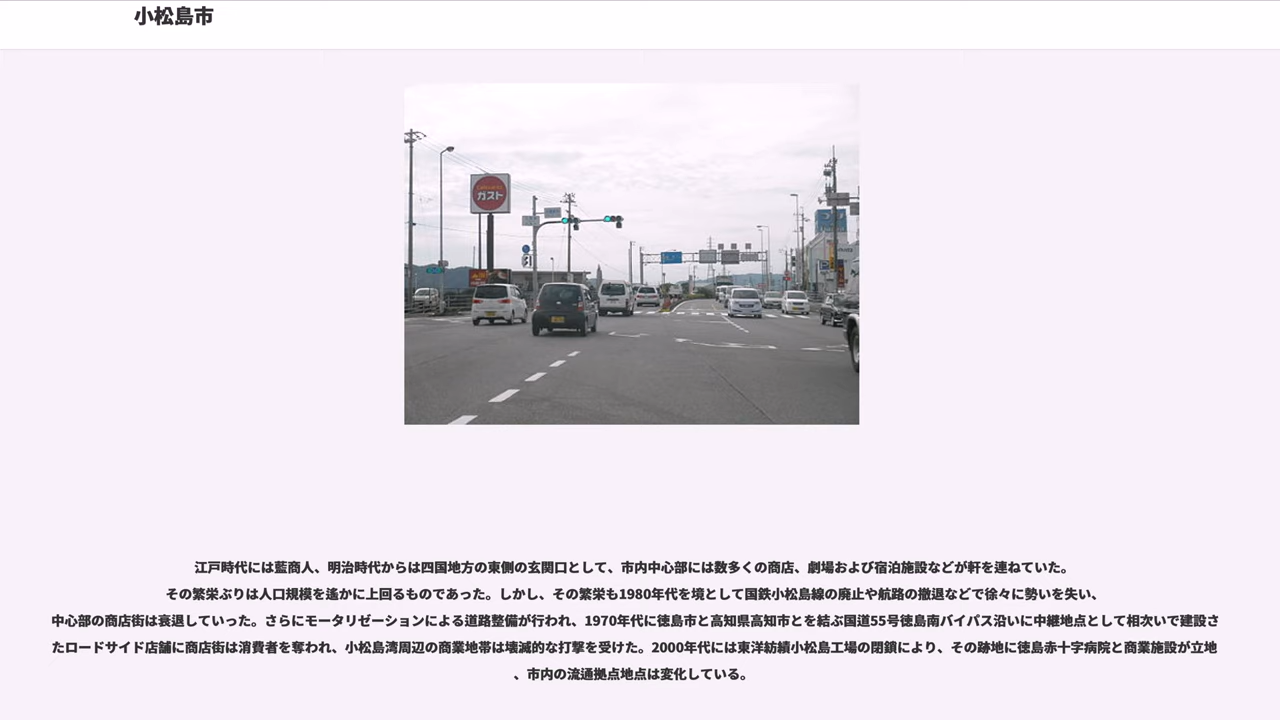 小松島市
ガスト
江戸時代には藍商人、明治時代からは四国地方の東側の玄関口として、市内中心部には数多くの商店、劇場および宿泊施設などが軒を連ねていた。
その繁栄ぶりは人口規模を遙かに上回るものであった。しかし、その繁栄も1980年代を境として国鉄小松島線の廃止や航路の撤退などで徐々に勢いを失い、
中心部の商店街は衰退していった。さらにモータリゼーションによる道路整備が行われ、1970年代に徳島市と高知県高知市とを結ぶ国道55号徳島南バイパス沿いに中継地点として相次いで建設さ
たロードサイド店舗に商店街は消費者を奪われ、小松島湾周辺の商業地帯は壊滅的な打撃を受けた。2000年代には東洋紡績小松島工場の閉鎖により、その跡地に徳島赤十字病院と商業施設が立地
、市内の流通拠点地点は変化している。